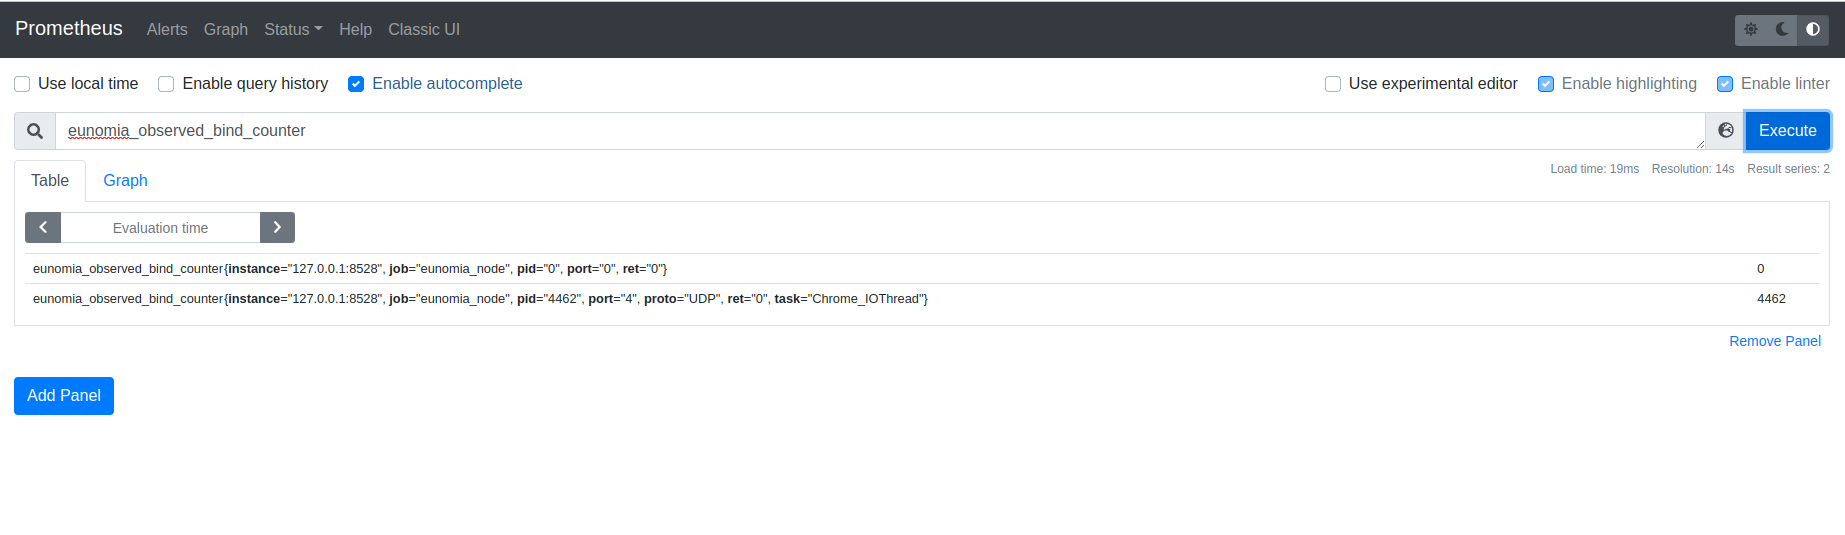 Prometheus Alerts Graph Status Help Classic UI
Use local time Enable query history Enable autocomplete Use experimental editor Enable highlighting Enable linter
eunomia_observed_bind_counter Execute
Table Graph Load time: 19ms Resolution: 14s Result series: 2
Evaluation time
eunomia_observed_bind_counter{instance="127.0.0.1:8528", job="eunomia_node", pid="0", port="0", ret="0"} 0
eunomia_observed_bind_counter{instance="127.0.0.1:8528", job="eunomia_node", pid="4462", port="4", proto="UDP", ret="0", task="Chrome_IOThread"} 4462
Remove Panel
Add Panel